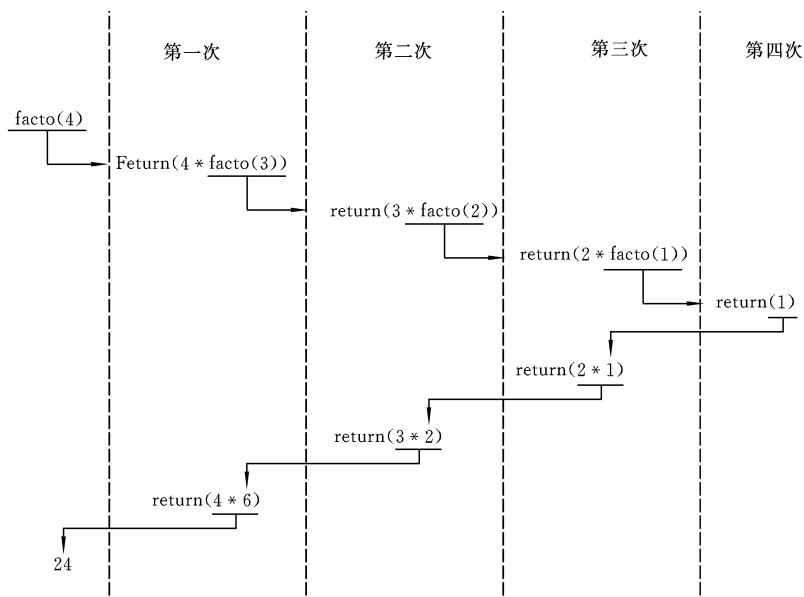 第一次 第二次 第三次 第四次
facto(4)
Feturn(4 * facto(3))
return(3 * facto(2))
return(2 * facto(1))
return(1)
return(2 * 1)
return(3 * 2)
return(4 * 6)
24